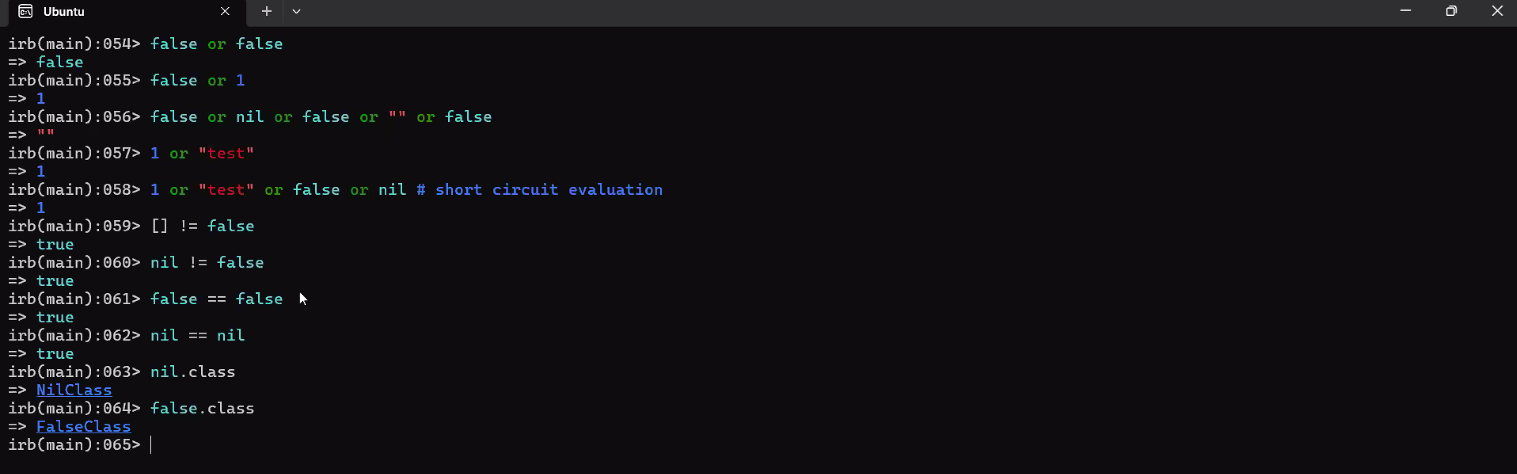 Ubuntu
irb(main):054> false or false
=> false
irb(main):055> false or 1
=> 1
irb(main):056> false or nil or false or "" or false
=> ""
irb(main):057> 1 or "test"
=> 1
irb(main):058> 1 or "test" or false or nil # short circuit evaluation
=> 1
irb(main):059> [] != false
=> true
irb(main):060> nil != false
=> true
irb(main):061> false == false
=> true
irb(main):062> nil == nil
=> true
irb(main):063> nil.class
=> NilClass
irb(main):064> false.class
=> FalseClass
irb(main):065>